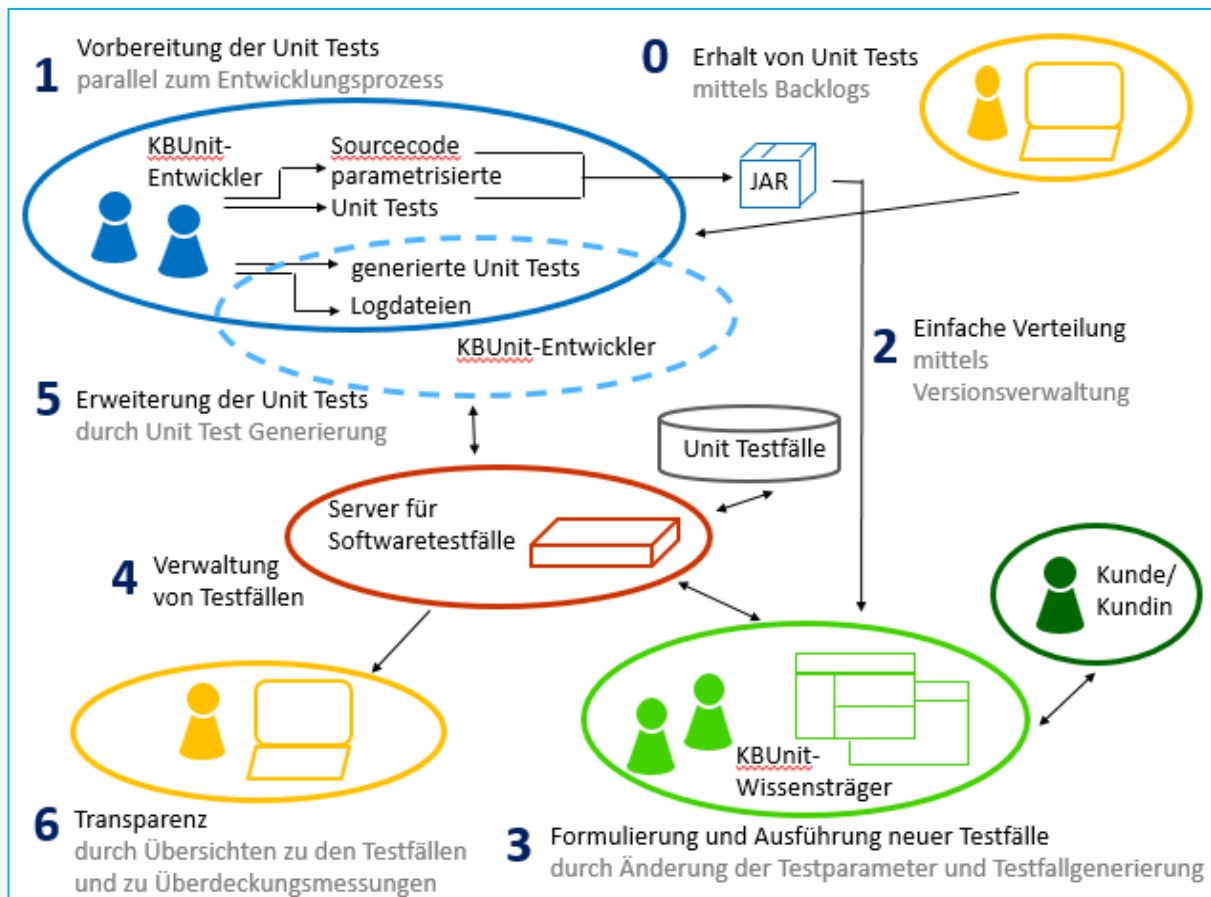 1
Vorbereitung der Unit Tests
parallel zum Entwicklungsprozess
0
Erhalt von Unit Tests
mittels Backlogs
KBUnit-
Entwickler
Sourcecode
parametrisierte
Unit Tests
JAR
generierte Unit Tests
Logdateien
KBUnit-Entwickler
2
Einfache Verteilung
mittels
Versionsverwaltung
5
Erweiterung der Unit Tests
durch Unit Test Generierung
Unit Testfälle
Server für
Softwaretestfälle
4
Verwaltung
von Testfällen
Kunde/
Kundin
KBUnit-
Wissensträger
6
Transparenz
durch Übersichten zu den Testfällen
und zu Überdeckungsmessungen
3
Formulierung und Ausführung neuer Testfälle
durch Änderung der Testparameter und Testfallgenerierung